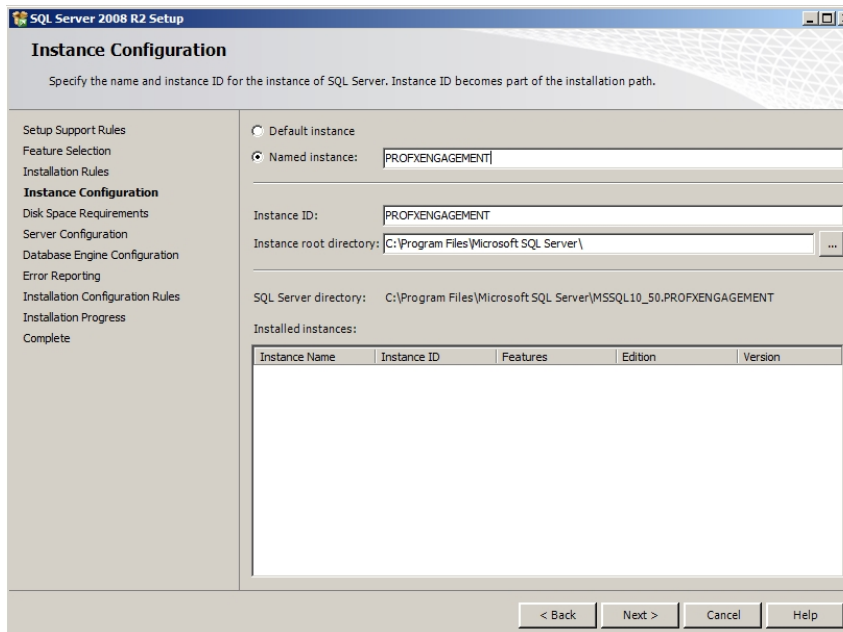 SQL Server 2008 R2 Setup
Instance Configuration
Specify the name and instance ID for the instance of SQL Server. Instance ID becomes part of the installation path.
Setup Support Rules
Feature Selection
Installation Rules
Instance Configuration
Disk Space Requirements
Server Configuration
Database Engine Configuration
Error Reporting
Installation Configuration Rules
Installation Progress
Complete
Default instance
Named instance: PROFXENGAGEMENT
Instance ID: PROFXENGAGEMENT
Instance root directory: C:\Program Files\Microsoft SQL Server\ ...
SQL Server directory: C:\Program Files\Microsoft SQL Server\MSSQL10_50.PROFXENGAGEMENT
Installed instances:
Instance Name Instance ID Features Edition Version
< Back Next > Cancel Help